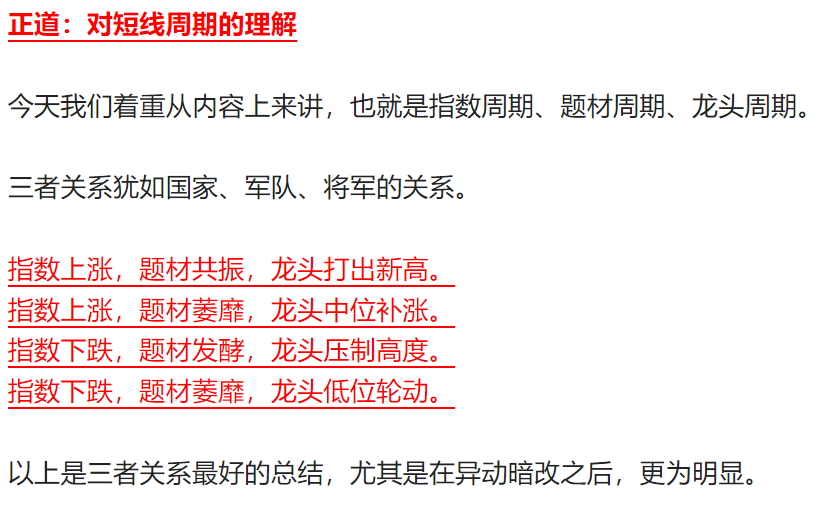 正道：对短线周期的理解
今天我们着重从内容上来讲，也就是指数周期、题材周期、龙头周期。
三者关系犹如国家、军队、将军的关系。
指数上涨，题材共振，龙头打出新高。
指数上涨，题材萎靡，龙头中位补涨。
指数下跌，题材发酵，龙头压制高度。
指数下跌，题材萎靡，龙头低位轮动。
以上是三者关系最好的总结，尤其是在异动暗改之后，更为明显。